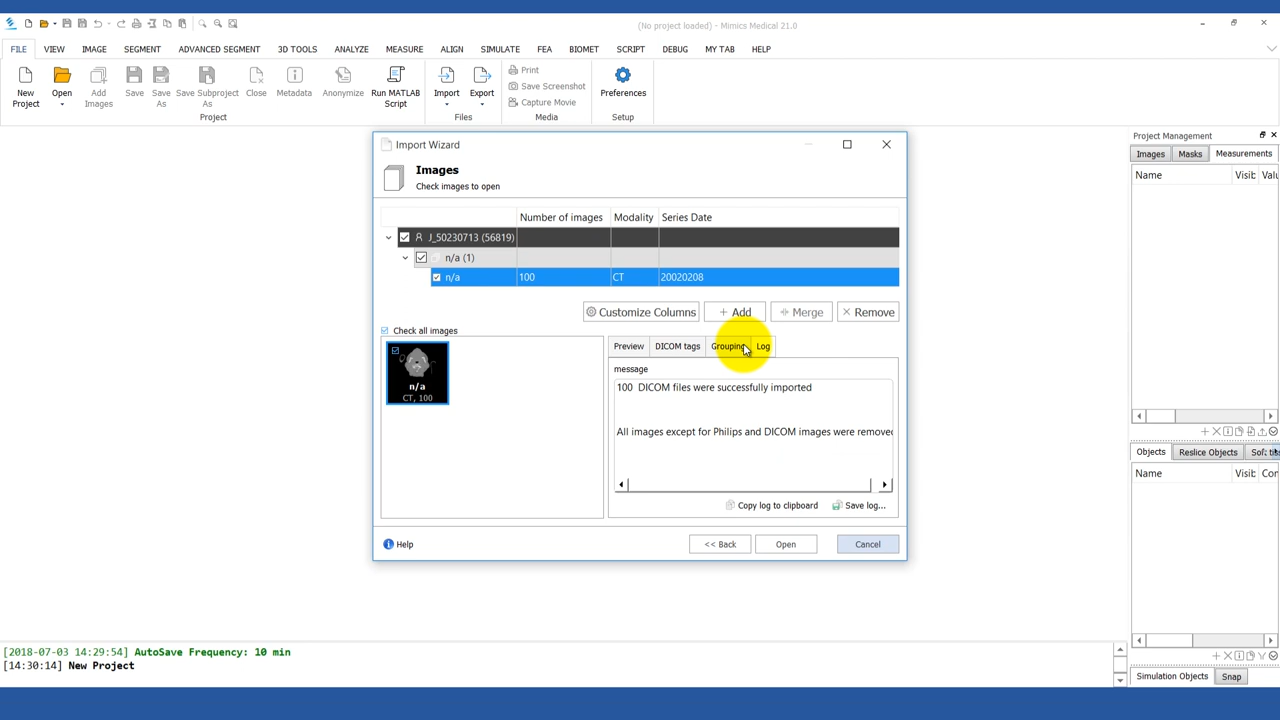 (No project loaded) - Mimics Medical 21.0
FILE VIEW IMAGE SEGMENT ADVANCED SEGMENT 3D TOOLS ANALYZE MEASURE ALIGN SIMULATE FEA BIOMET SCRIPT DEBUG MY TAB HELP
New Project
Open
Add Images
Save
Save As
Save Subproject As
Close
Metadata
Anonymize
Run MATLAB Script
Import
Export
Print
Save Screenshot
Capture Movie
Preferences
Project Files Media Setup
Import Wizard
Images
Check images to open
Number of images Modality Series Date
J_50230713 (56819)
n/a (1)
n/a 100 CT 20020208
Customize Columns + Add Merge Remove
Check all images
n/a
CT, 100
Preview DICOM tags Grouping Log
message
100 DICOM files were successfully imported
All images except for Philips and DICOM images were removed
Copy log to clipboard Save log...
Help << Back Open Cancel
Project Management
Images Masks Measurements
Name Visib Valu
Objects Reslice Objects
Name Visib Con
Simulation Objects Snap
[2018-07-03 14:29:54] AutoSave Frequency: 10 min
[14:30:14] New Project